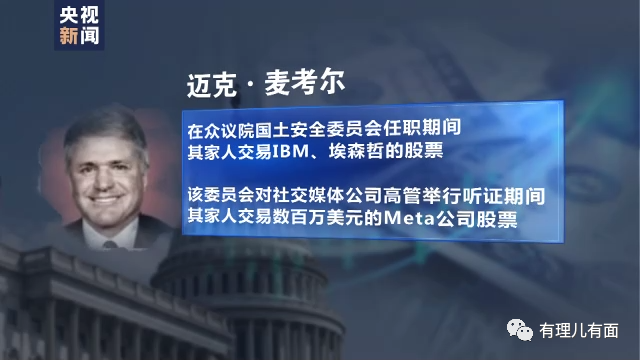 央视
新闻
迈克·麦考尔
在众议院国土安全委员会任职期间
其家人交易IBM、埃森哲的股票
该委员会对社交媒体公司高管举行听证期间
其家人交易数百万美元的Meta公司股票
有理儿有面